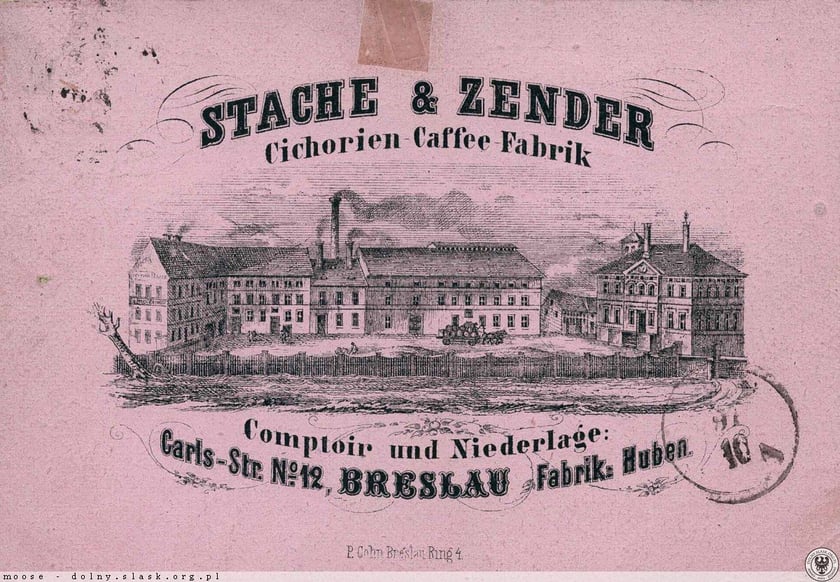 STACHE & ZENDER
Cichorien-Caffee-Fabrik
Comptoir und Niederlage:
Carls-Str. No. 12, BRESLAU Fabrik: Huben.
10
P. Cohn Breslau Ring 4.
moose - dolny.slask.org.pl